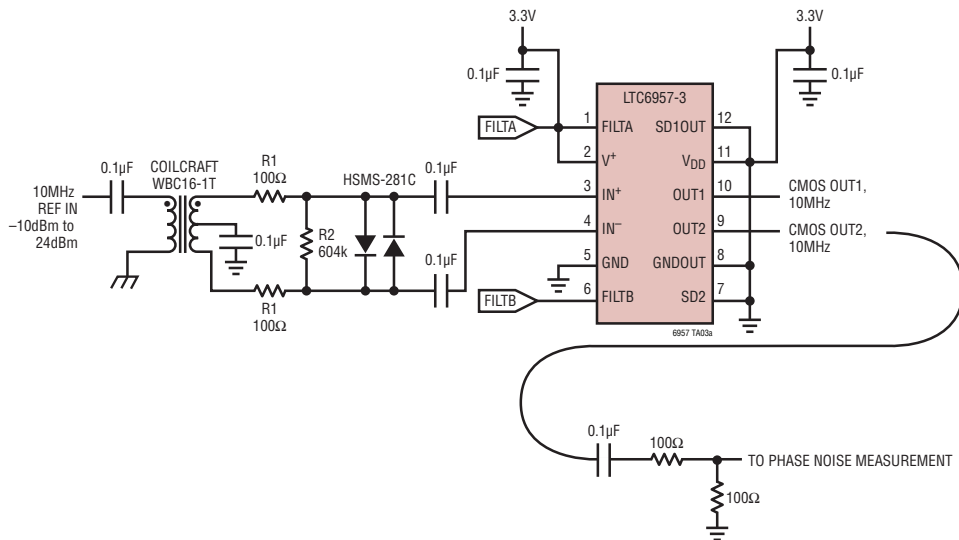 3.3V
3.3V
0.1µF
0.1µF
LTC6957-3
FILTA
1
FILTA
SD1OUT
12
2
V+
VDD
11
3
IN+
OUT1
10
CMOS OUT1,
10MHz
4
IN–
OUT2
9
CMOS OUT2,
10MHz
5
GND
GNDOUT
8
FILTB
6
FILTB
SD2
7
6957 TA03a
10MHz
REF IN
–10dBm to
24dBm
0.1µF
COILCRAFT
WBC16-1T
0.1µF
R1
100Ω
R2
604k
R1
100Ω
HSMS-281C
0.1µF
0.1µF
0.1µF
100Ω
TO PHASE NOISE MEASUREMENT
100Ω